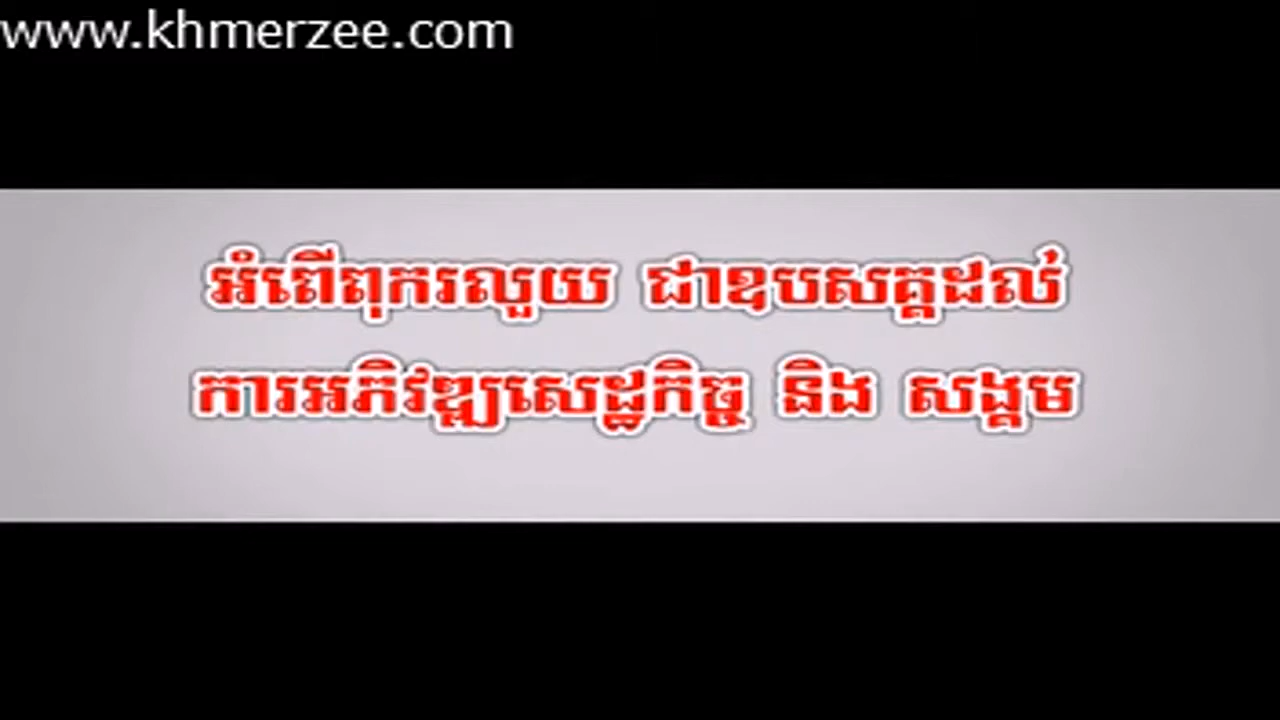 www.khmerzee.com
អំពើពុករលួយ ជាឧបសគ្គដល់
ការអភិវឌ្ឍសេដ្ឋកិច្ច និង សង្គម